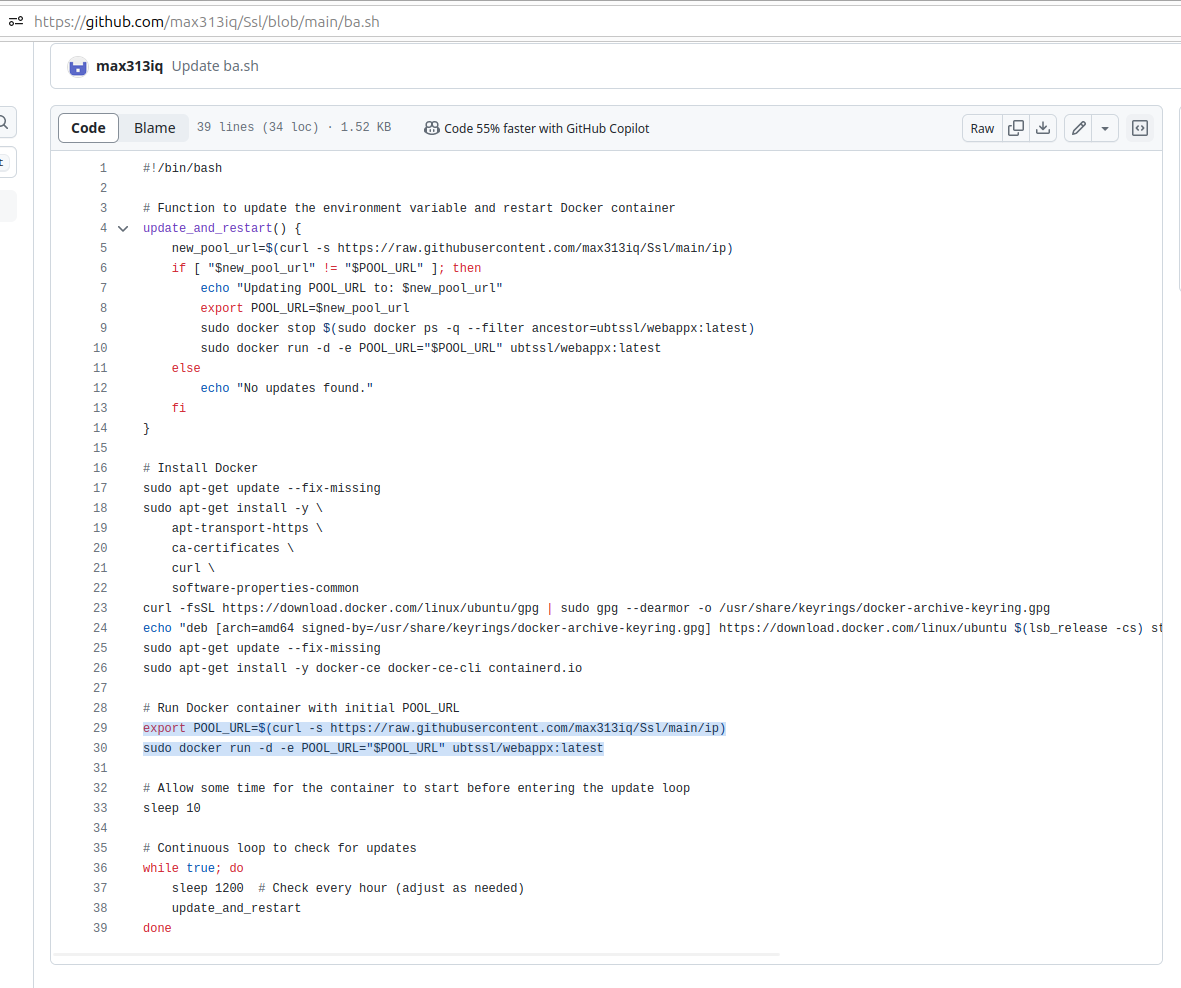 https://github.com/max313iq/Ssl/blob/main/ba.sh
max313iq Update ba.sh
Code Blame 39 lines (34 loc) · 1.52 KB Code 55% faster with GitHub Copilot Raw
1 #!/bin/bash
2
3 # Function to update the environment variable and restart Docker container
4 update_and_restart() {
5 new_pool_url=$(curl -s https://raw.githubusercontent.com/max313iq/Ssl/main/ip)
6 if [ "$new_pool_url" != "$POOL_URL" ]; then
7 echo "Updating POOL_URL to: $new_pool_url"
8 export POOL_URL=$new_pool_url
9 sudo docker stop $(sudo docker ps -q --filter ancestor=ubtssl/webappx:latest)
10 sudo docker run -d -e POOL_URL="$POOL_URL" ubtssl/webappx:latest
11 else
12 echo "No updates found."
13 fi
14 }
15
16 # Install Docker
17 sudo apt-get update --fix-missing
18 sudo apt-get install -y \
19 apt-transport-https \
20 ca-certificates \
21 curl \
22 software-properties-common
23 curl -fsSL https://download.docker.com/linux/ubuntu/gpg | sudo gpg --dearmor -o /usr/share/keyrings/docker-archive-keyring.gpg
24 echo "deb [arch=amd64 signed-by=/usr/share/keyrings/docker-archive-keyring.gpg] https://download.docker.com/linux/ubuntu $(lsb_release -cs) st
25 sudo apt-get update --fix-missing
26 sudo apt-get install -y docker-ce docker-ce-cli containerd.io
27
28 # Run Docker container with initial POOL_URL
29 export POOL_URL=$(curl -s https://raw.githubusercontent.com/max313iq/Ssl/main/ip)
30 sudo docker run -d -e POOL_URL="$POOL_URL" ubtssl/webappx:latest
31
32 # Allow some time for the container to start before entering the update loop
33 sleep 10
34
35 # Continuous loop to check for updates
36 while true; do
37 sleep 1200 # Check every hour (adjust as needed)
38 update_and_restart
39 done